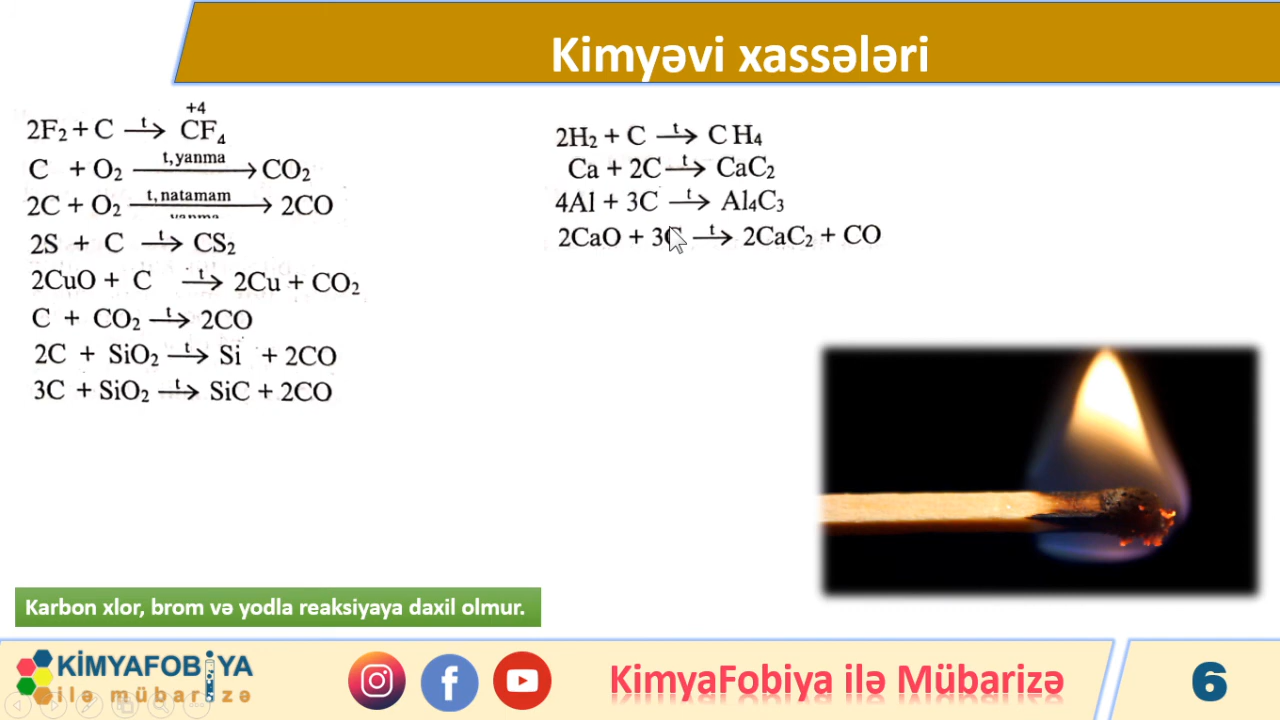 Kimyəvi xassələri
+4
2F₂ + C —t→ CF₄
C + O₂ —t, yanma→ CO₂
2C + O₂ —t, natamam yanma→ 2CO
2S + C —t→ CS₂
2CuO + C —t→ 2Cu + CO₂
C + CO₂ —t→ 2CO
2C + SiO₂ —t→ Si + 2CO
3C + SiO₂ —t→ SiC + 2CO
2H₂ + C —t→ CH₄
Ca + 2C —t→ CaC₂
4Al + 3C —t→ Al₄C₃
2CaO + 3C —t→ 2CaC₂ + CO
Karbon xlor, brom və yodla reaksiyaya daxil olmur.
KİMYAFOBİYA
ilə mübarizə
KimyaFobiya ilə Mübarizə
6